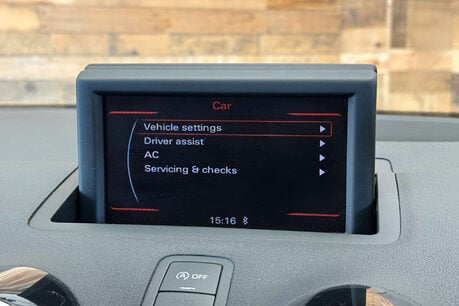 Car
Vehicle settings
Driver assist
AC
Servicing & checks
15:16
A OFF